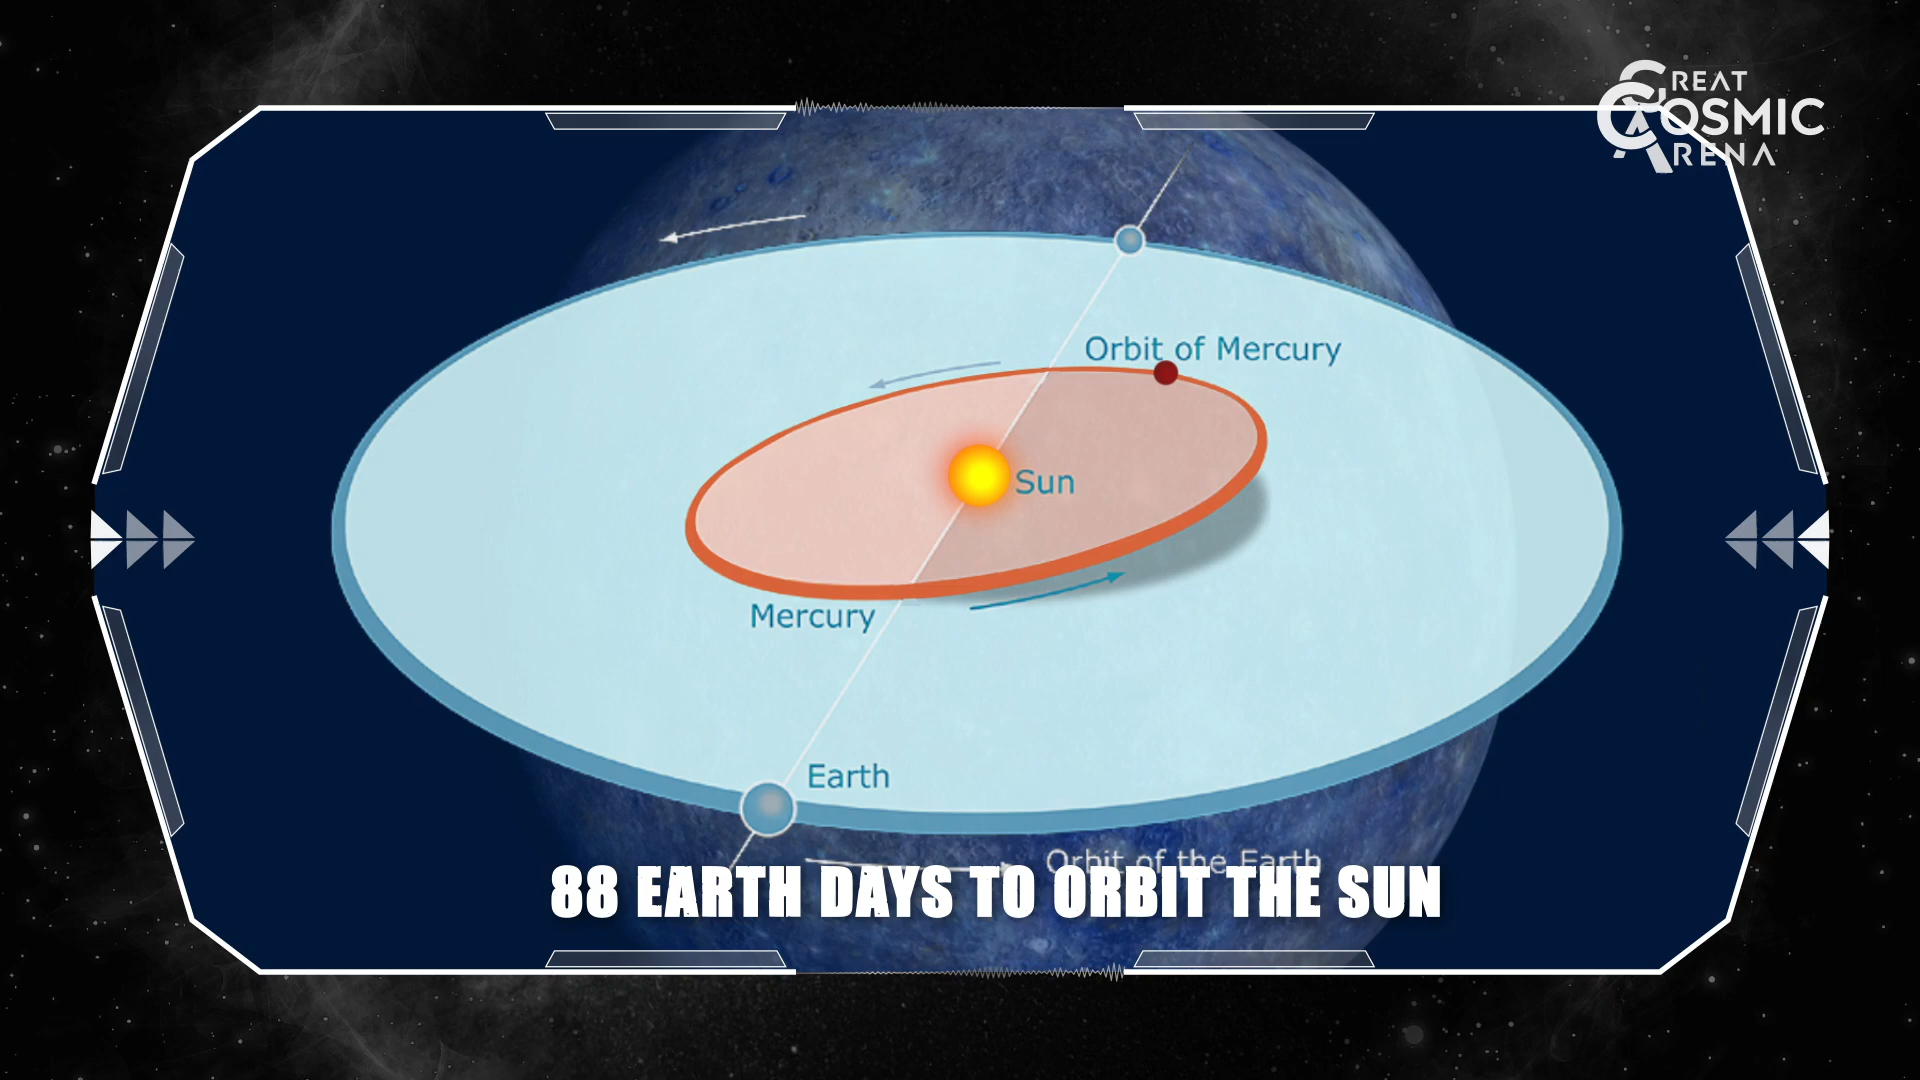 GREAT
COSMIC
ARENA
Orbit of Mercury
Sun
Mercury
Earth
Orbit of the Earth
88 EARTH DAYS TO ORBIT THE SUN